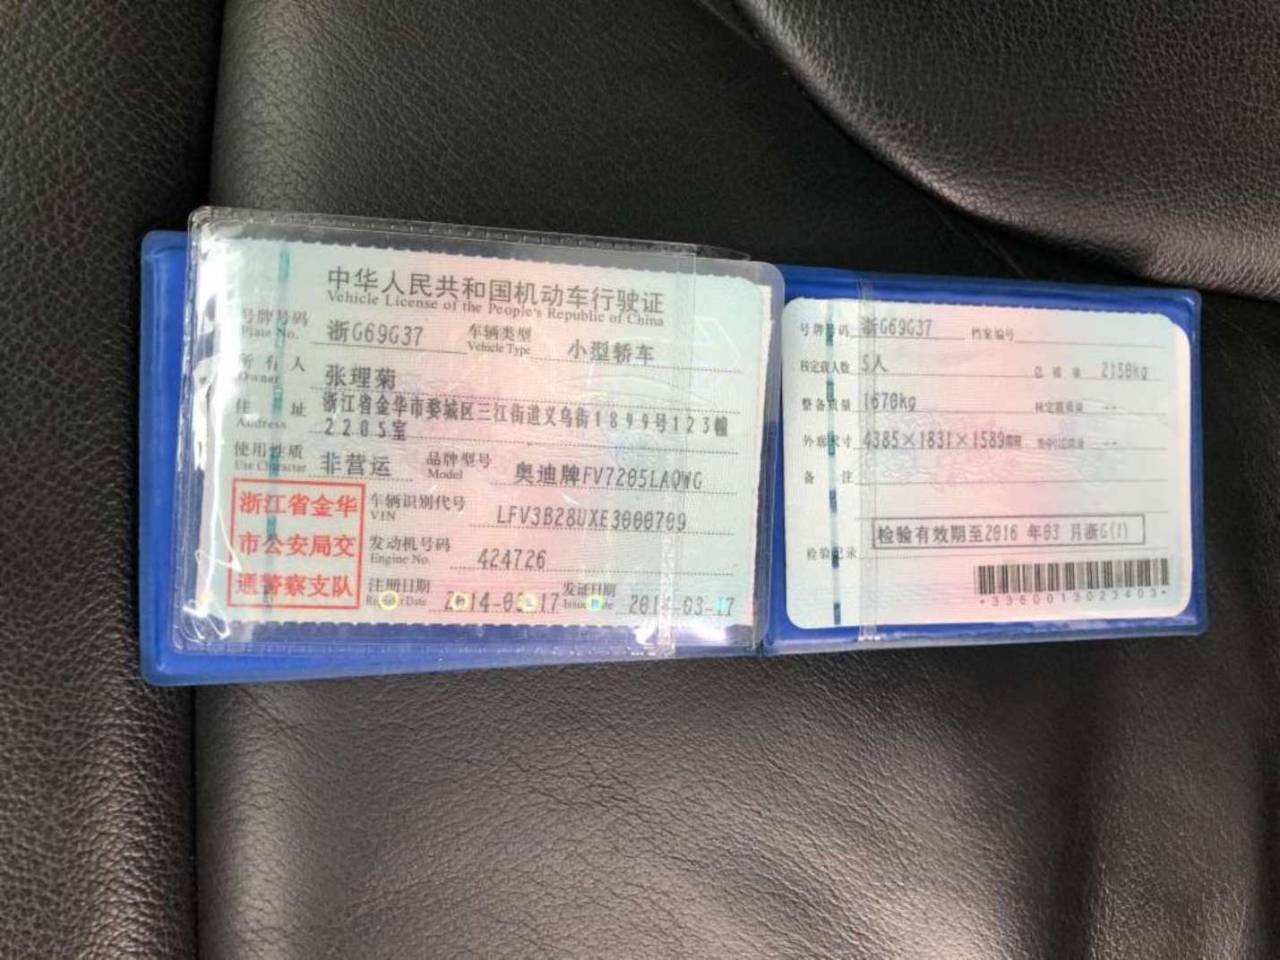 中华人民共和国机动车行驶证
Vehicle License of the People's Republic of China
号牌号码 浙G69G37 车辆类型 小型轿车
Plate No. Vehicle Type
所有人 张理菊
Owner
住址 浙江省金华市婺城区三江街道义乌街1899号123幢
Address 2205室
使用性质 非营运 品牌型号 奥迪牌FV7205LAQWG
Use Character Model
浙江省金华
市公安局交
通警察支队
车辆识别代号 LFV3B28UXE3000709
VIN
发动机号码 424726
Engine No.
注册日期 2014-03-17 发证日期 2014-03-17
Register Date Issue Date
号牌号码 浙G69G37 档案编号
核定载人数 5人 总质量 2150kg
整备质量 1670kg 核定载质量 --
外廓尺寸 4385×1831×1589 --
备注
检验记录 检验有效期至2016 年03 月浙G(1)
*3360013023403*